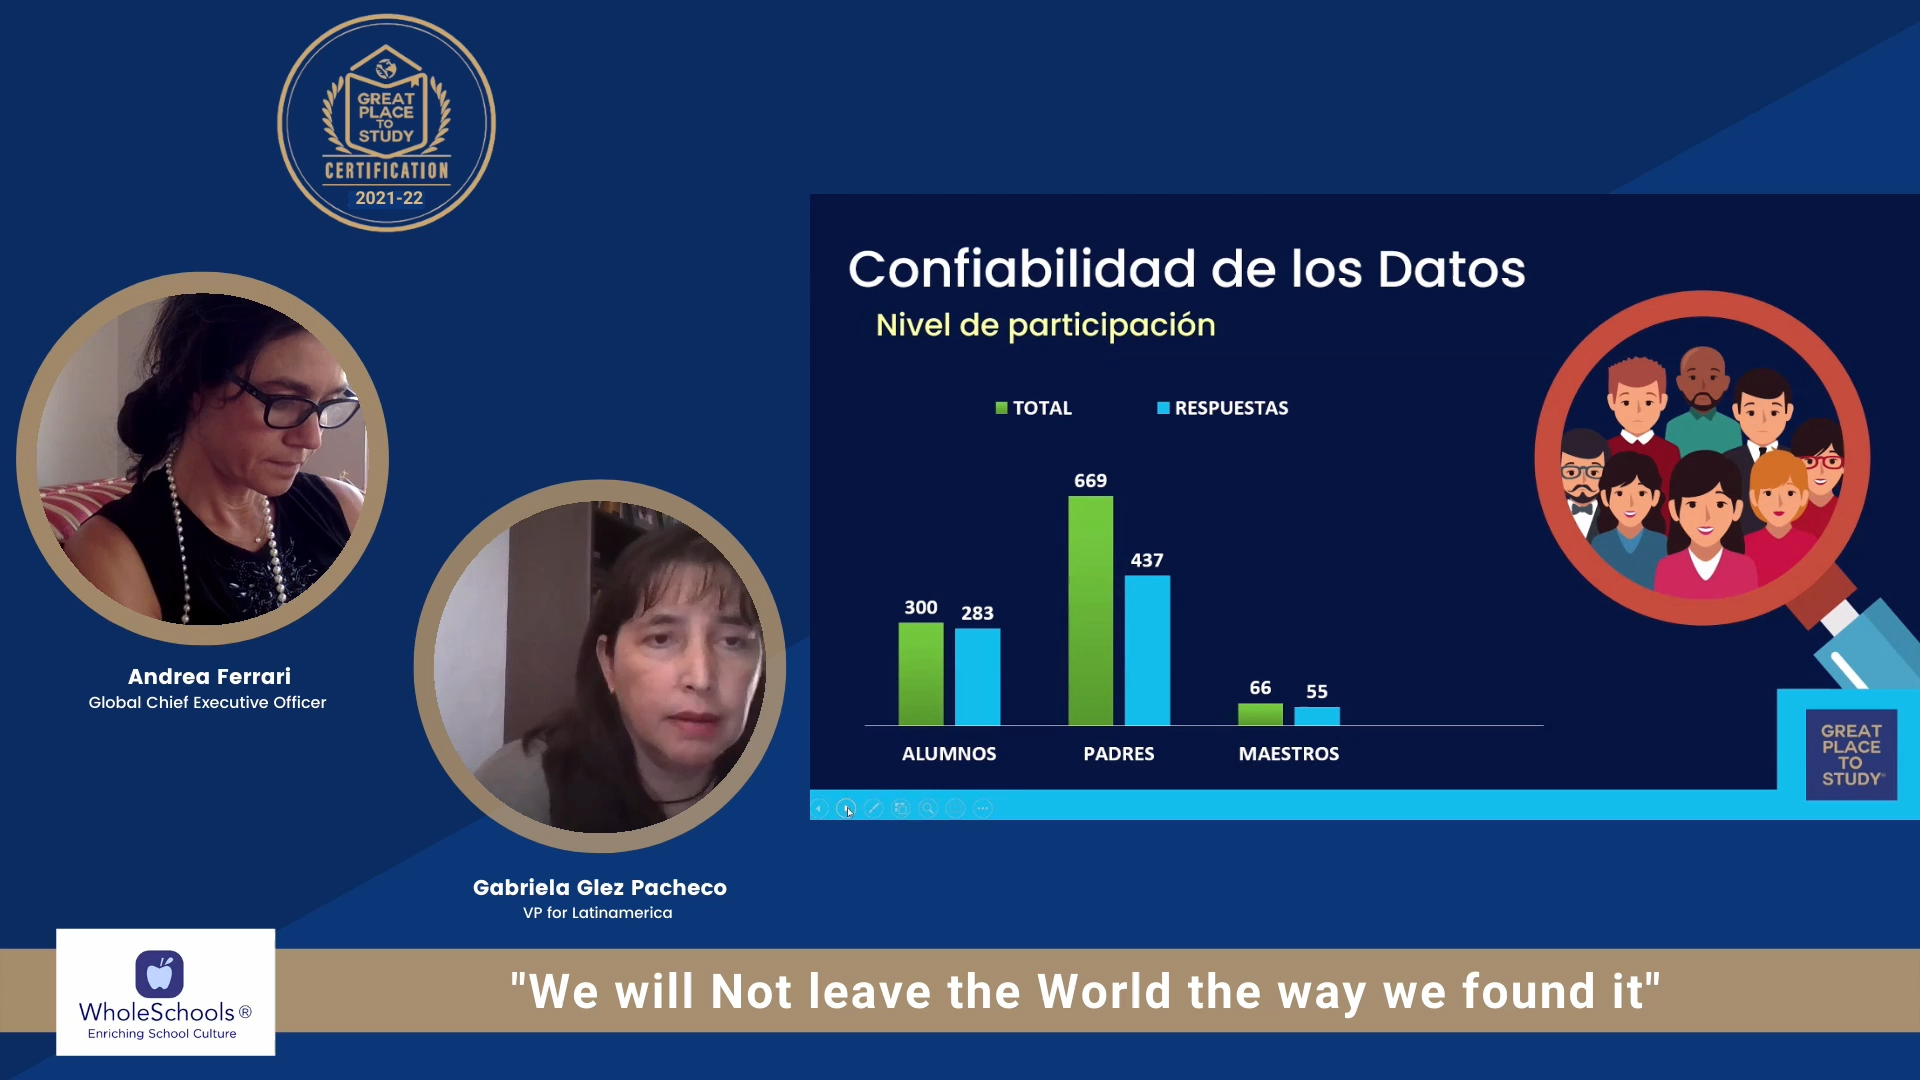 GREAT
PLACE
TO
STUDY
CERTIFICATION
2021-22
Andrea Ferrari
Global Chief Executive Officer
Gabriela Glez Pacheco
VP for Latinamerica
Confiabilidad de los Datos
Nivel de participación
TOTAL RESPUESTAS
669
437
300 283
66 55
ALUMNOS PADRES MAESTROS
GREAT
PLACE
TO
STUDY
WholeSchools®
Enriching School Culture
"We will Not leave the World the way we found it"